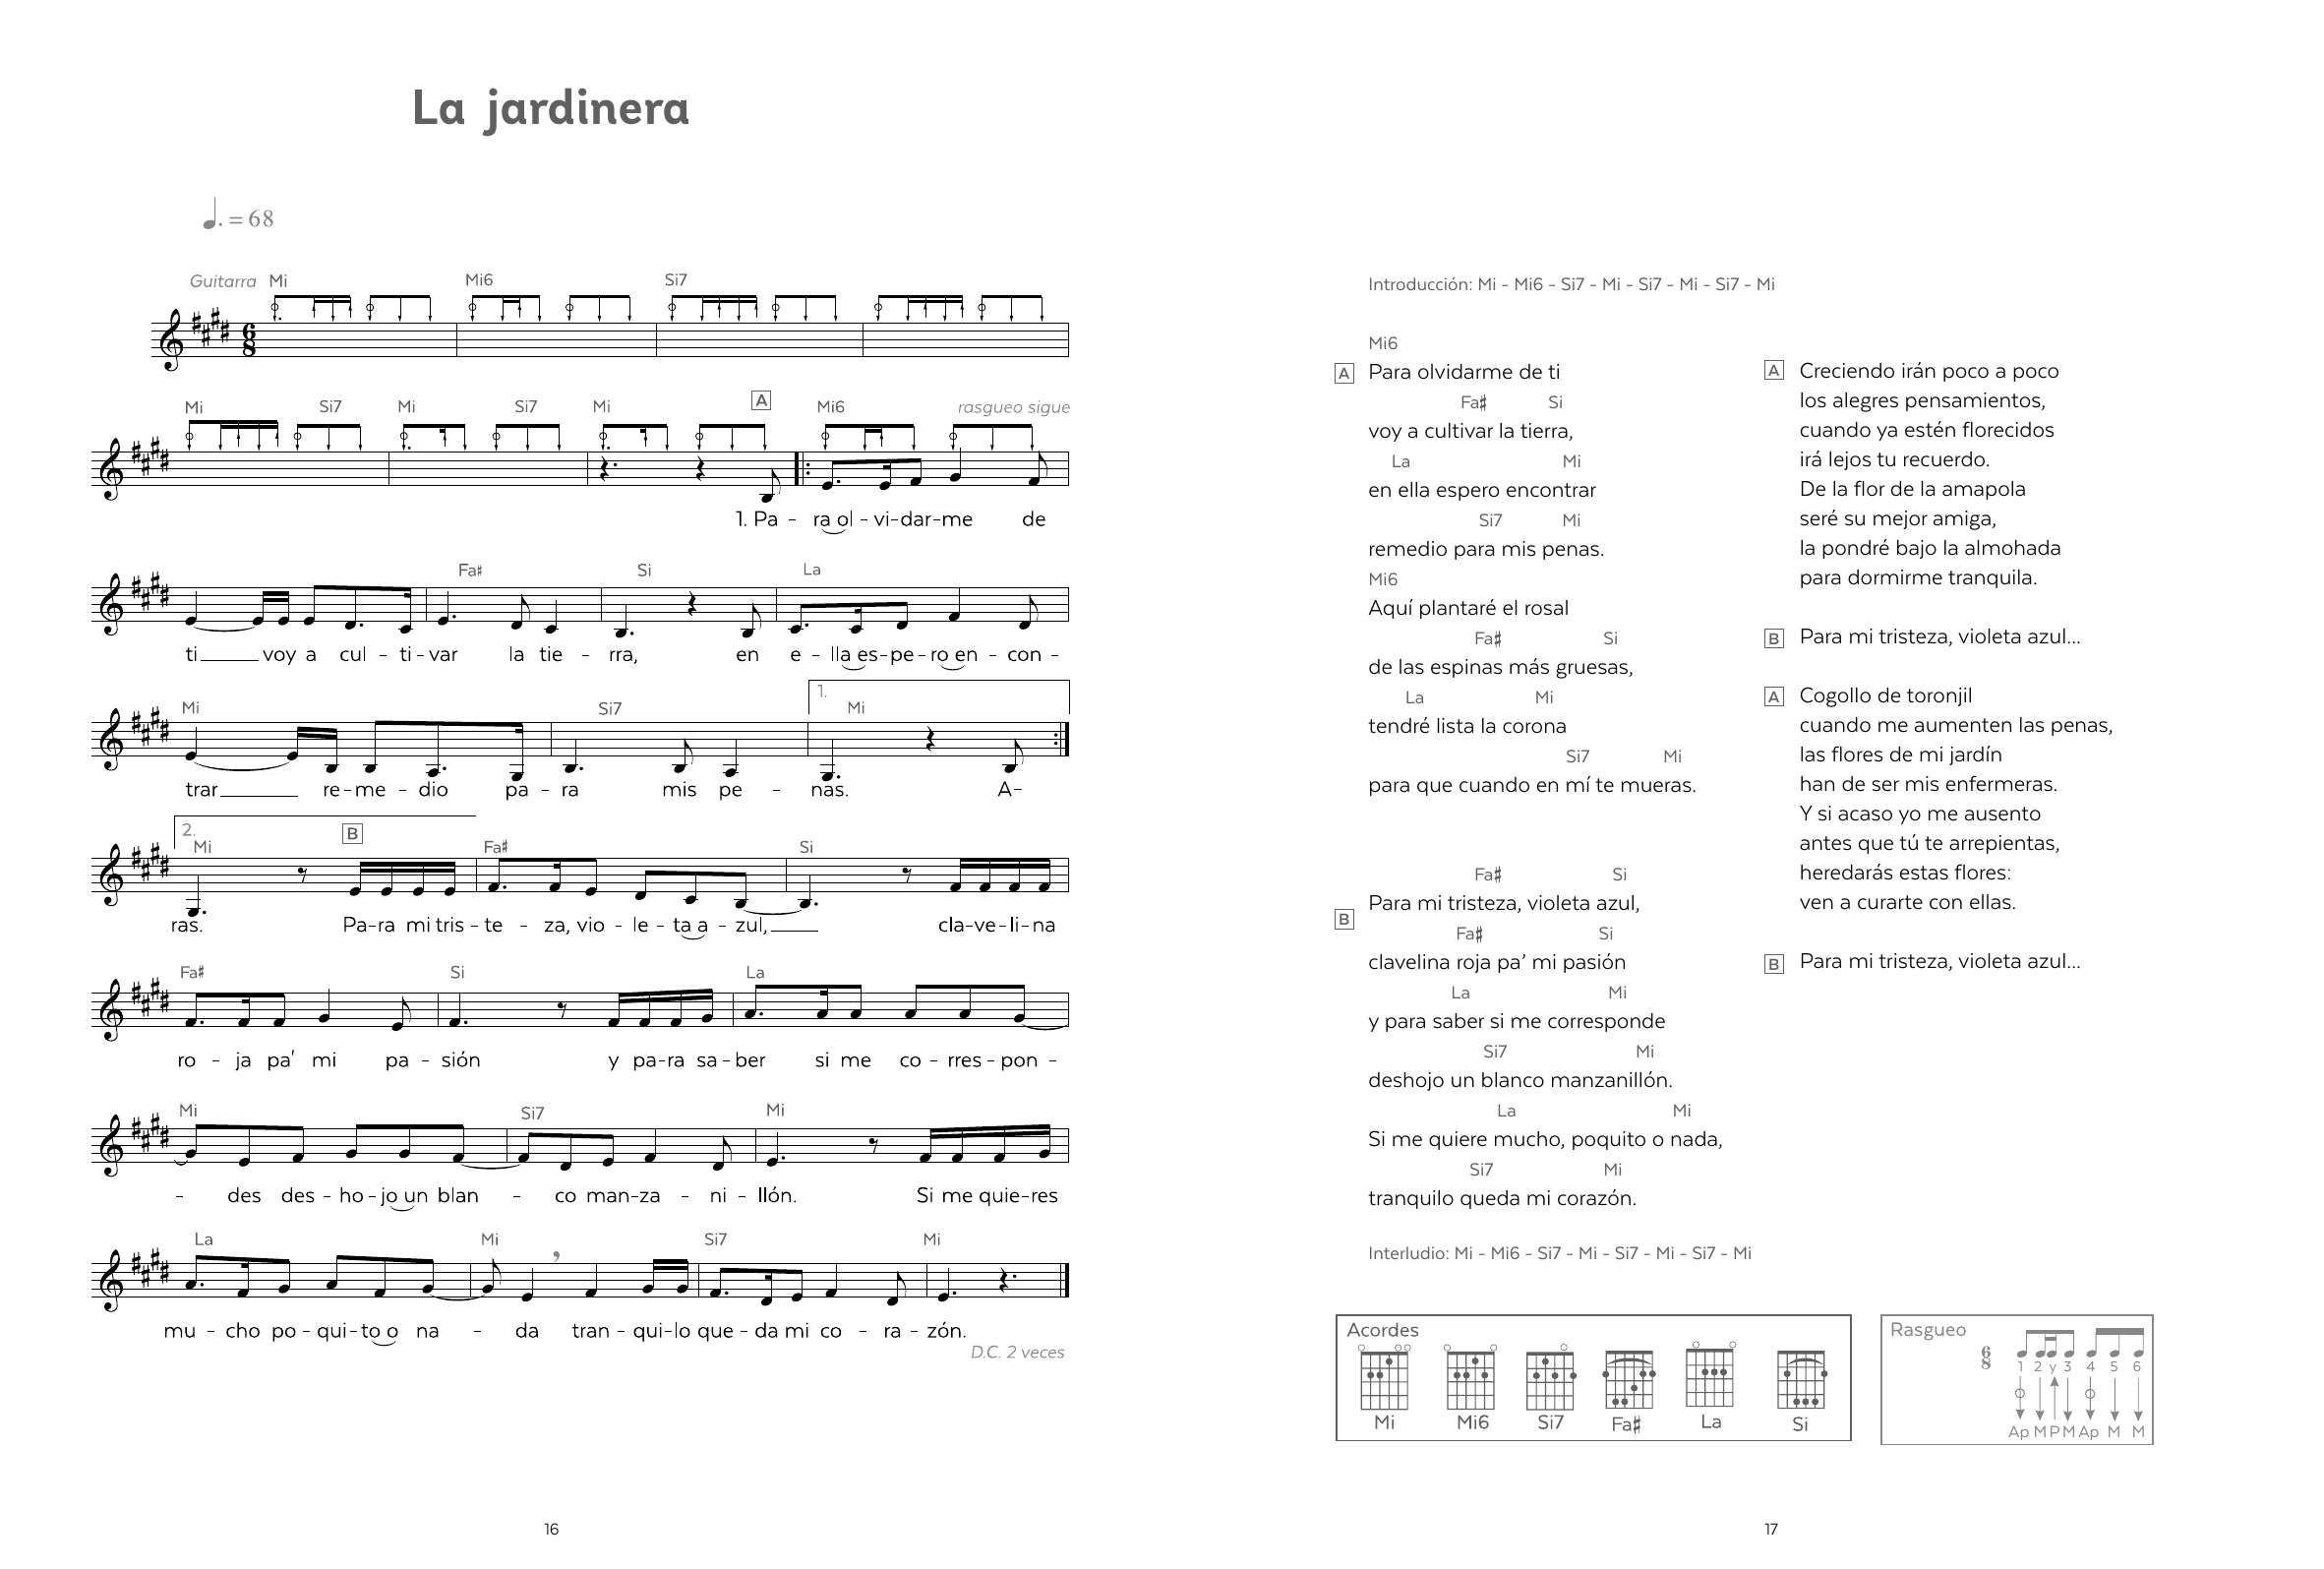 La jardinera
♩. = 68
Guitarra Mi Mi6 Si7
6/8
Mi Si7 Mi Si7 Mi A Mi6 rasgueo sigue
1. Pa - ra ol - vi-dar-me de
Fa♯ Si La
ti voy a cul - ti-var la tie - rra, en e - lla es-pe-ro en-con -
Mi Si7 1. Mi
trar re-me-dio pa - ra mis pe - nas. A-
2. Mi B Fa♯ Si
ras. Pa-ra mi tris-te - za, vio - le - ta a - zul, cla-ve-li-na
Fa♯ Si La
ro - ja pa' mi pa - sión y pa-ra sa-ber si me co-rres-pon -
Mi Si7 Mi
- des des-ho-jo un blan - co man-za - ni - llón. Si me quie-res
La Mi , Si7 Mi
mu - cho po-qui-to o na - da tran-qui-lo que-da mi co - ra - zón.
D.C. 2 veces
16
Introducción: Mi - Mi6 - Si7 - Mi - Si7 - Mi - Si7 - Mi
Mi6
A Para olvidarme de ti
Fa♯ Si
voy a cultivar la tierra,
La Mi
en ella espero encontrar
Si7 Mi
remedio para mis penas.
Mi6
Aquí plantaré el rosal
Fa♯ Si
de las espinas más gruesas,
La Mi
tendré lista la corona
Si7 Mi
para que cuando en mí te mueras.
Fa♯ Si
Para mi tristeza, violeta azul,
B
Fa♯ Si
clavelina roja pa’ mi pasión
La Mi
y para saber si me corresponde
Si7 Mi
deshojo un blanco manzanillón.
La Mi
Si me quiere mucho, poquito o nada,
Si7 Mi
tranquilo queda mi corazón.
Interludio: Mi - Mi6 - Si7 - Mi - Si7 - Mi - Si7 - Mi
A Creciendo irán poco a poco
los alegres pensamientos,
cuando ya estén florecidos
irá lejos tu recuerdo.
De la flor de la amapola
seré su mejor amiga,
la pondré bajo la almohada
para dormirme tranquila.
B Para mi tristeza, violeta azul...
A Cogollo de toronjil
cuando me aumenten las penas,
las flores de mi jardín
han de ser mis enfermeras.
Y si acaso yo me ausento
antes que tú te arrepientas,
heredarás estas flores:
ven a curarte con ellas.
B Para mi tristeza, violeta azul...
Acordes
Mi Mi6 Si7 Fa♯ La Si
Rasgueo
6/8
1 2 y 3 4 5 6
Ap M P M Ap M M
17